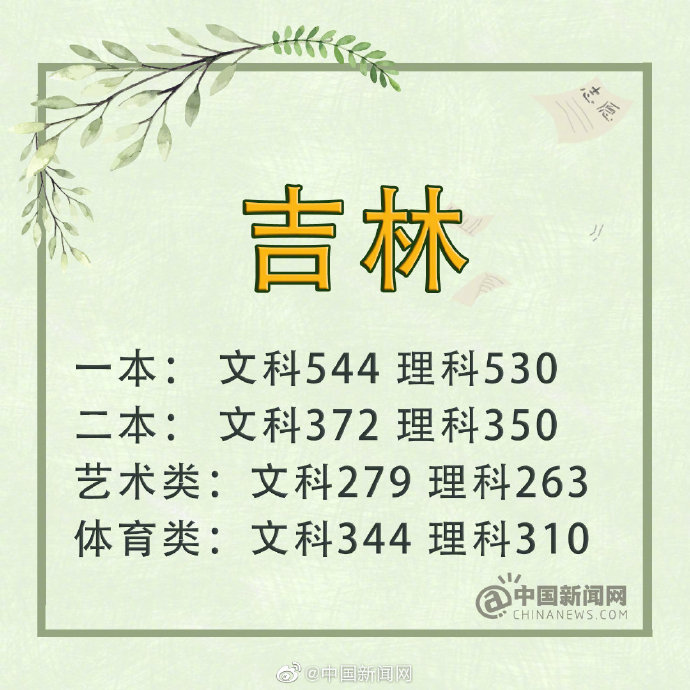 志愿
吉林
一本： 文科544 理科530
二本： 文科372 理科350
艺术类：文科279 理科263
体育类：文科344 理科310
@中国新闻网
CHINANEWS.COM
@中国新闻网